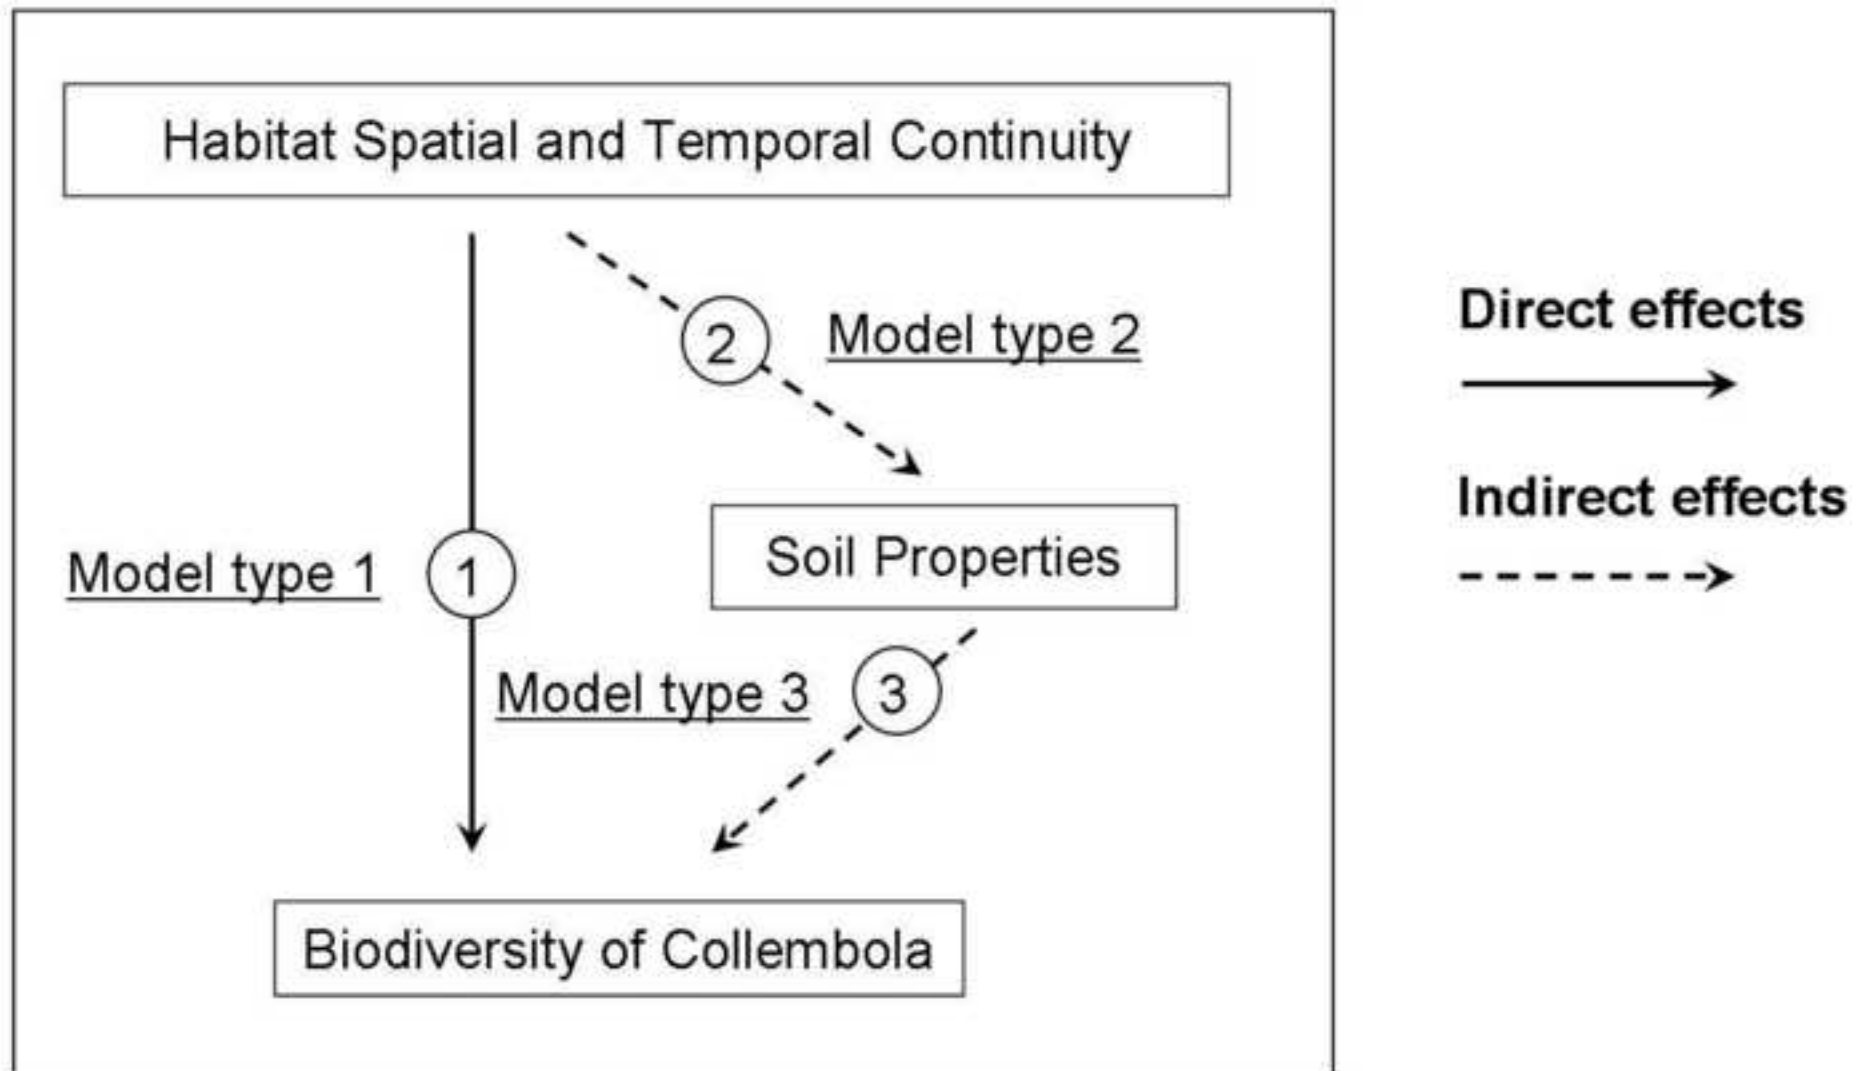 Habitat Spatial and Temporal Continuity
2
Model type 2
Direct effects
Indirect effects
Model type 1
1
Soil Properties
Model type 3
3
Biodiversity of Collembola